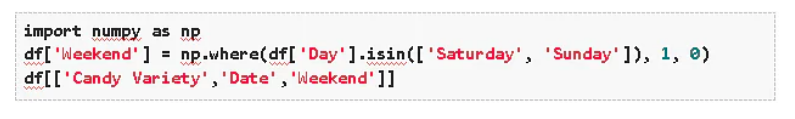 import numpy as np
df['Weekend'] = np.where(df['Day'].isin(['Saturday', 'Sunday']), 1, 0)
df[['Candy Variety','Date','Weekend']]